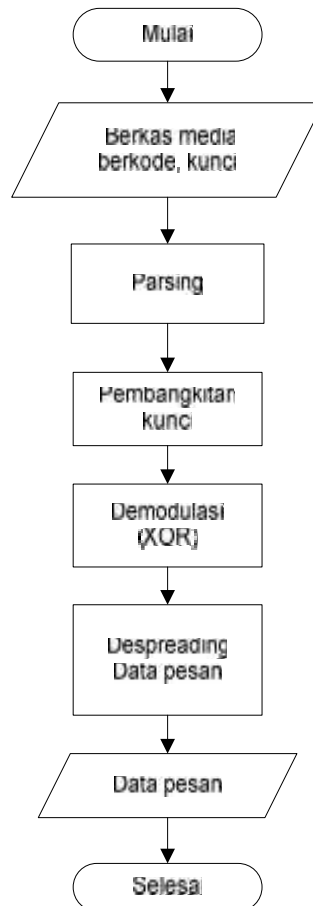 Mulai
Berkas media
berkode, kunci
Parsing
Pembangkitan
kunci
Demodulasi
(XOR)
Despreading
Data pesan
Data pesan
Selesai